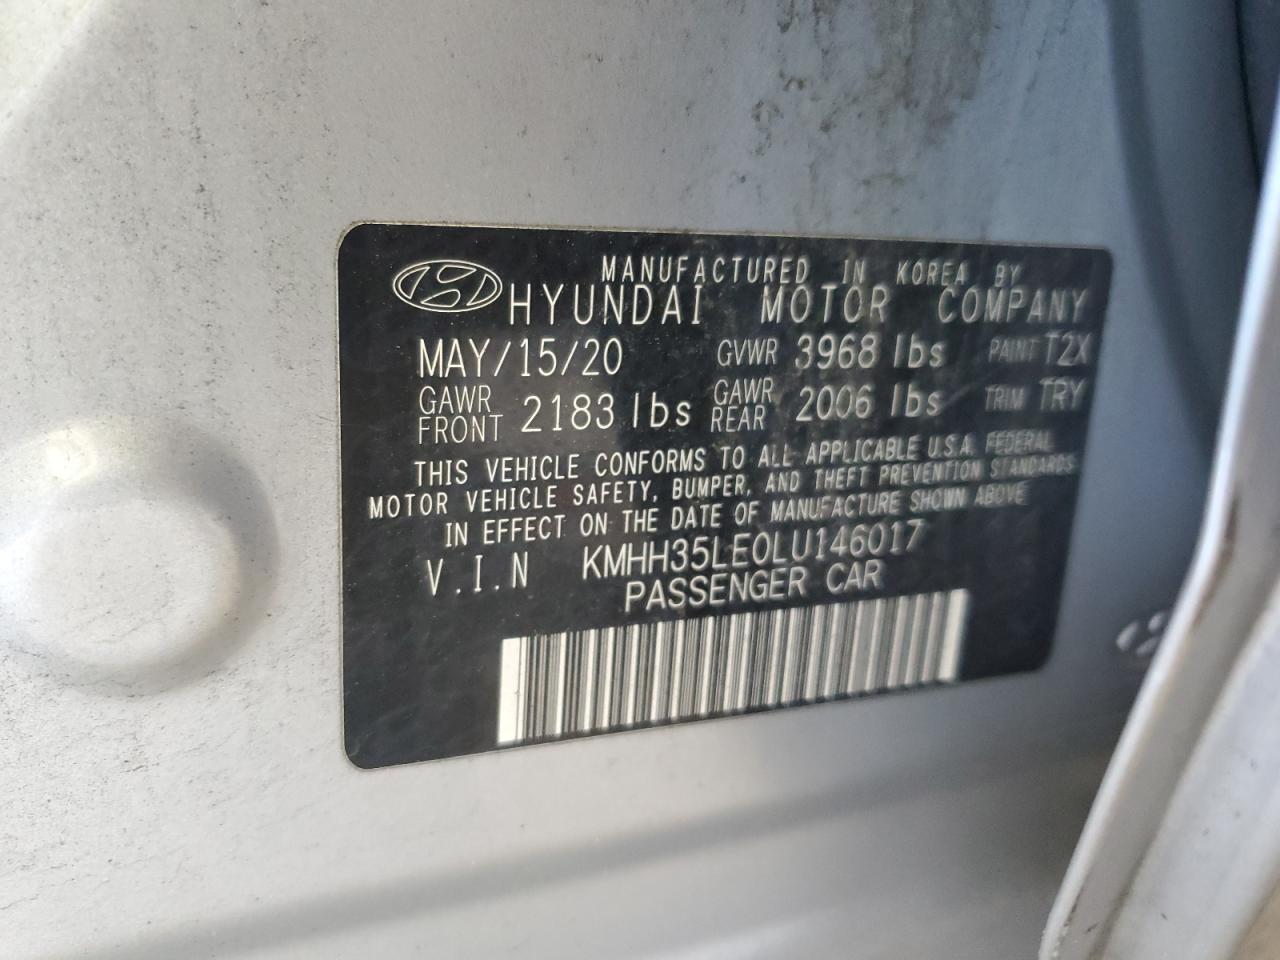 MANUFACTURED IN KOREA BY
HYUNDAI MOTOR COMPANY
MAY/15/20 GVWR 3968 lbs PAINT T2X
GAWR FRONT 2183 lbs GAWR REAR 2006 lbs TRIM TRY
THIS VEHICLE CONFORMS TO ALL APPLICABLE U.S.A. FEDERAL
MOTOR VEHICLE SAFETY, BUMPER, AND THEFT PREVENTION STANDARDS
IN EFFECT ON THE DATE OF MANUFACTURE SHOWN ABOVE
V.I.N KMHH35LE0LU146017
PASSENGER CAR